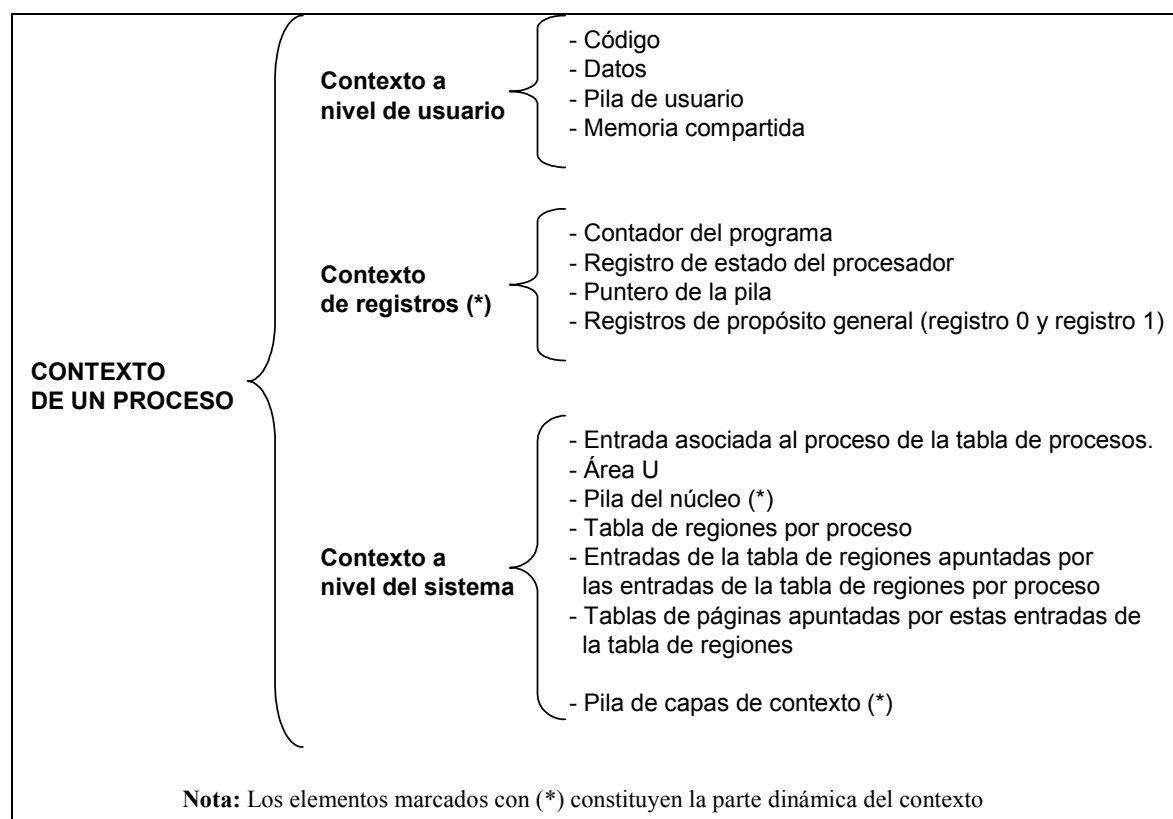 - Código
- Datos
- Pila de usuario
- Memoria compartida
Contexto a
nivel de usuario
- Contador del programa
- Registro de estado del procesador
- Puntero de la pila
- Registros de propósito general (registro 0 y registro 1)
Contexto
de registros (*)
CONTEXTO
DE UN PROCESO
- Entrada asociada al proceso de la tabla de procesos.
- Área U
- Pila del núcleo (*)
- Tabla de regiones por proceso
- Entradas de la tabla de regiones apuntadas por
las entradas de la tabla de regiones por proceso
- Tablas de páginas apuntadas por estas entradas de
la tabla de regiones
- Pila de capas de contexto (*)
Contexto a
nivel del sistema
Nota: Los elementos marcados con (*) constituyen la parte dinámica del contexto